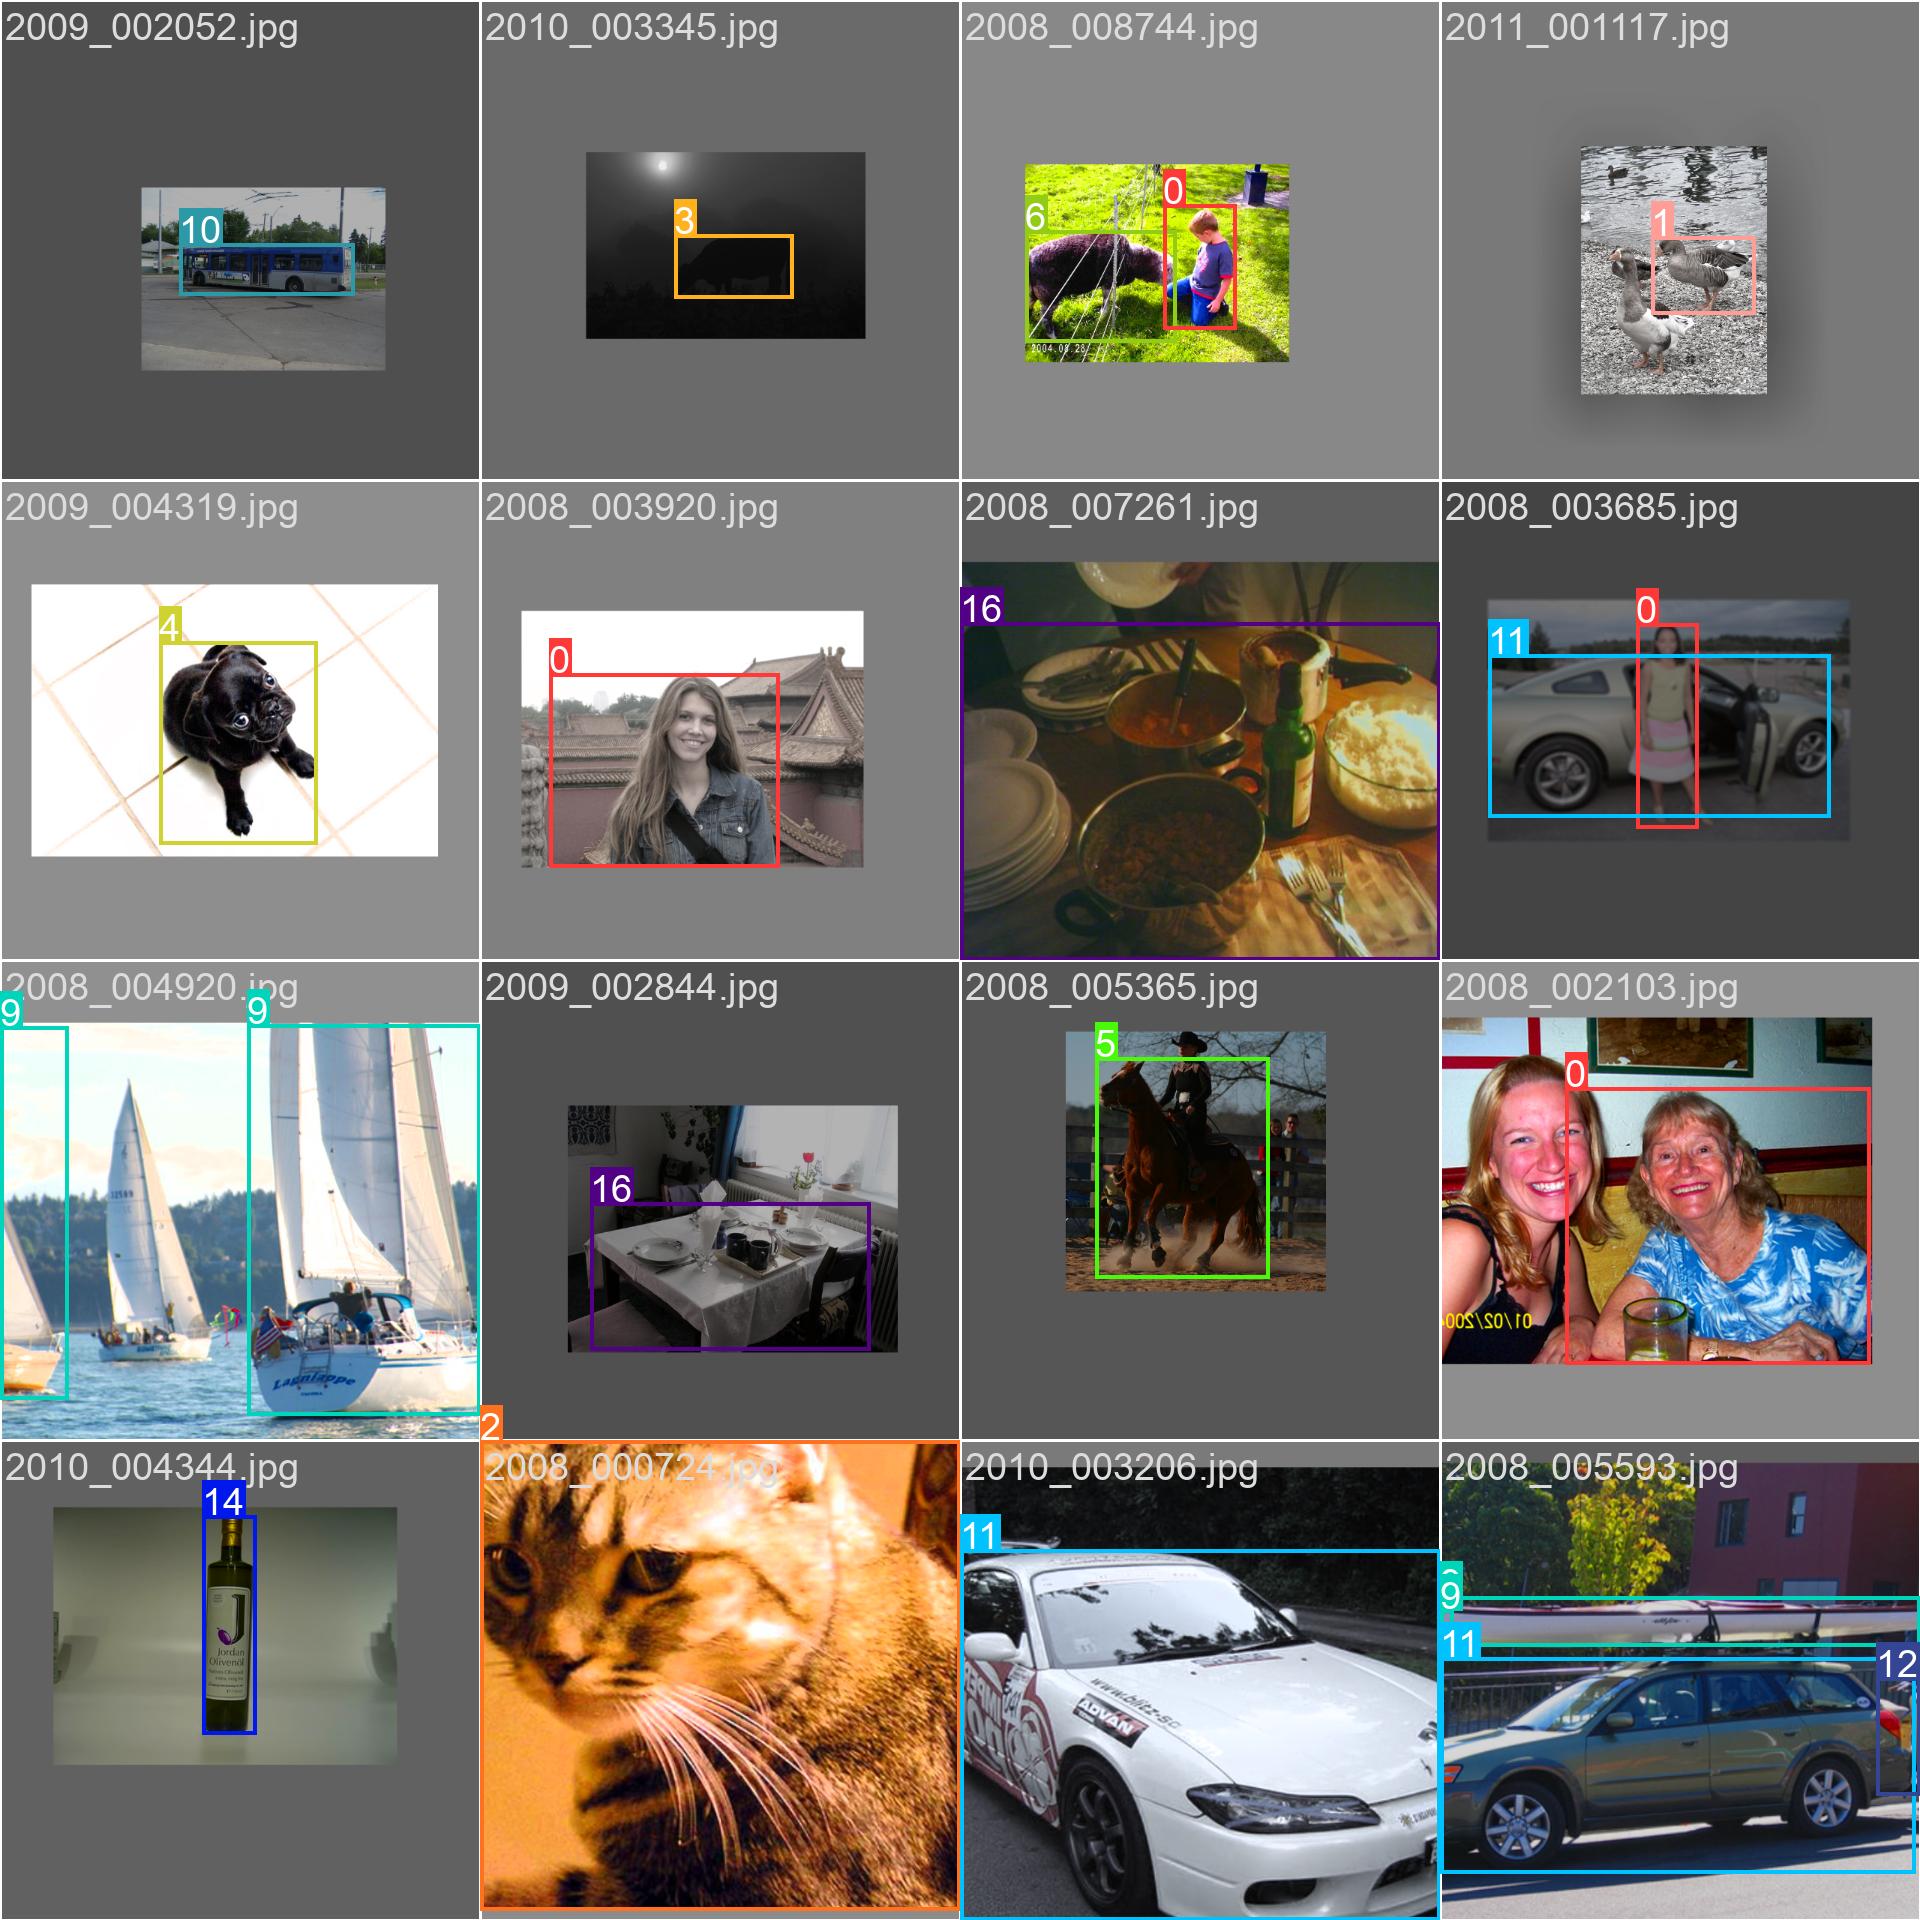 2009_002052.jpg
2010_003345.jpg
2008_008744.jpg
2011_001117.jpg
10
3
6
0
1
2004.08.28
2009_004319.jpg
2008_003920.jpg
2008_007261.jpg
2008_003685.jpg
4
0
16
11
0
2008_004920.jpg
2009_002844.jpg
2008_005365.jpg
2008_002103.jpg
9
9
Lagniappe
16
5
0
01/02/200
2
2010_004344.jpg
2008_000724.jpg
2010_003206.jpg
2008_005593.jpg
14
Jordan
Olivenöl
11
www.blitz-sc
ADVAN
9
11
12